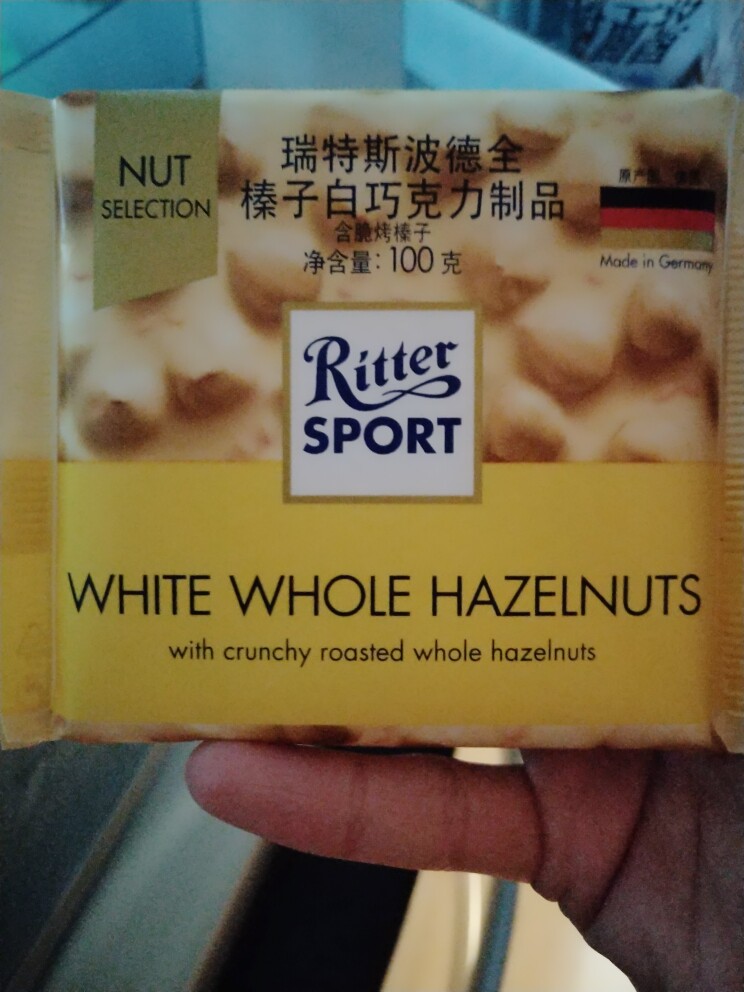 NUT
SELECTION
瑞特斯波德全
榛子白巧克力制品
含脆烤榛子
净含量:100 克
原产
Made in Germany
Ritter
SPORT
WHITE WHOLE HAZELNUTS
with crunchy roasted whole hazelnuts